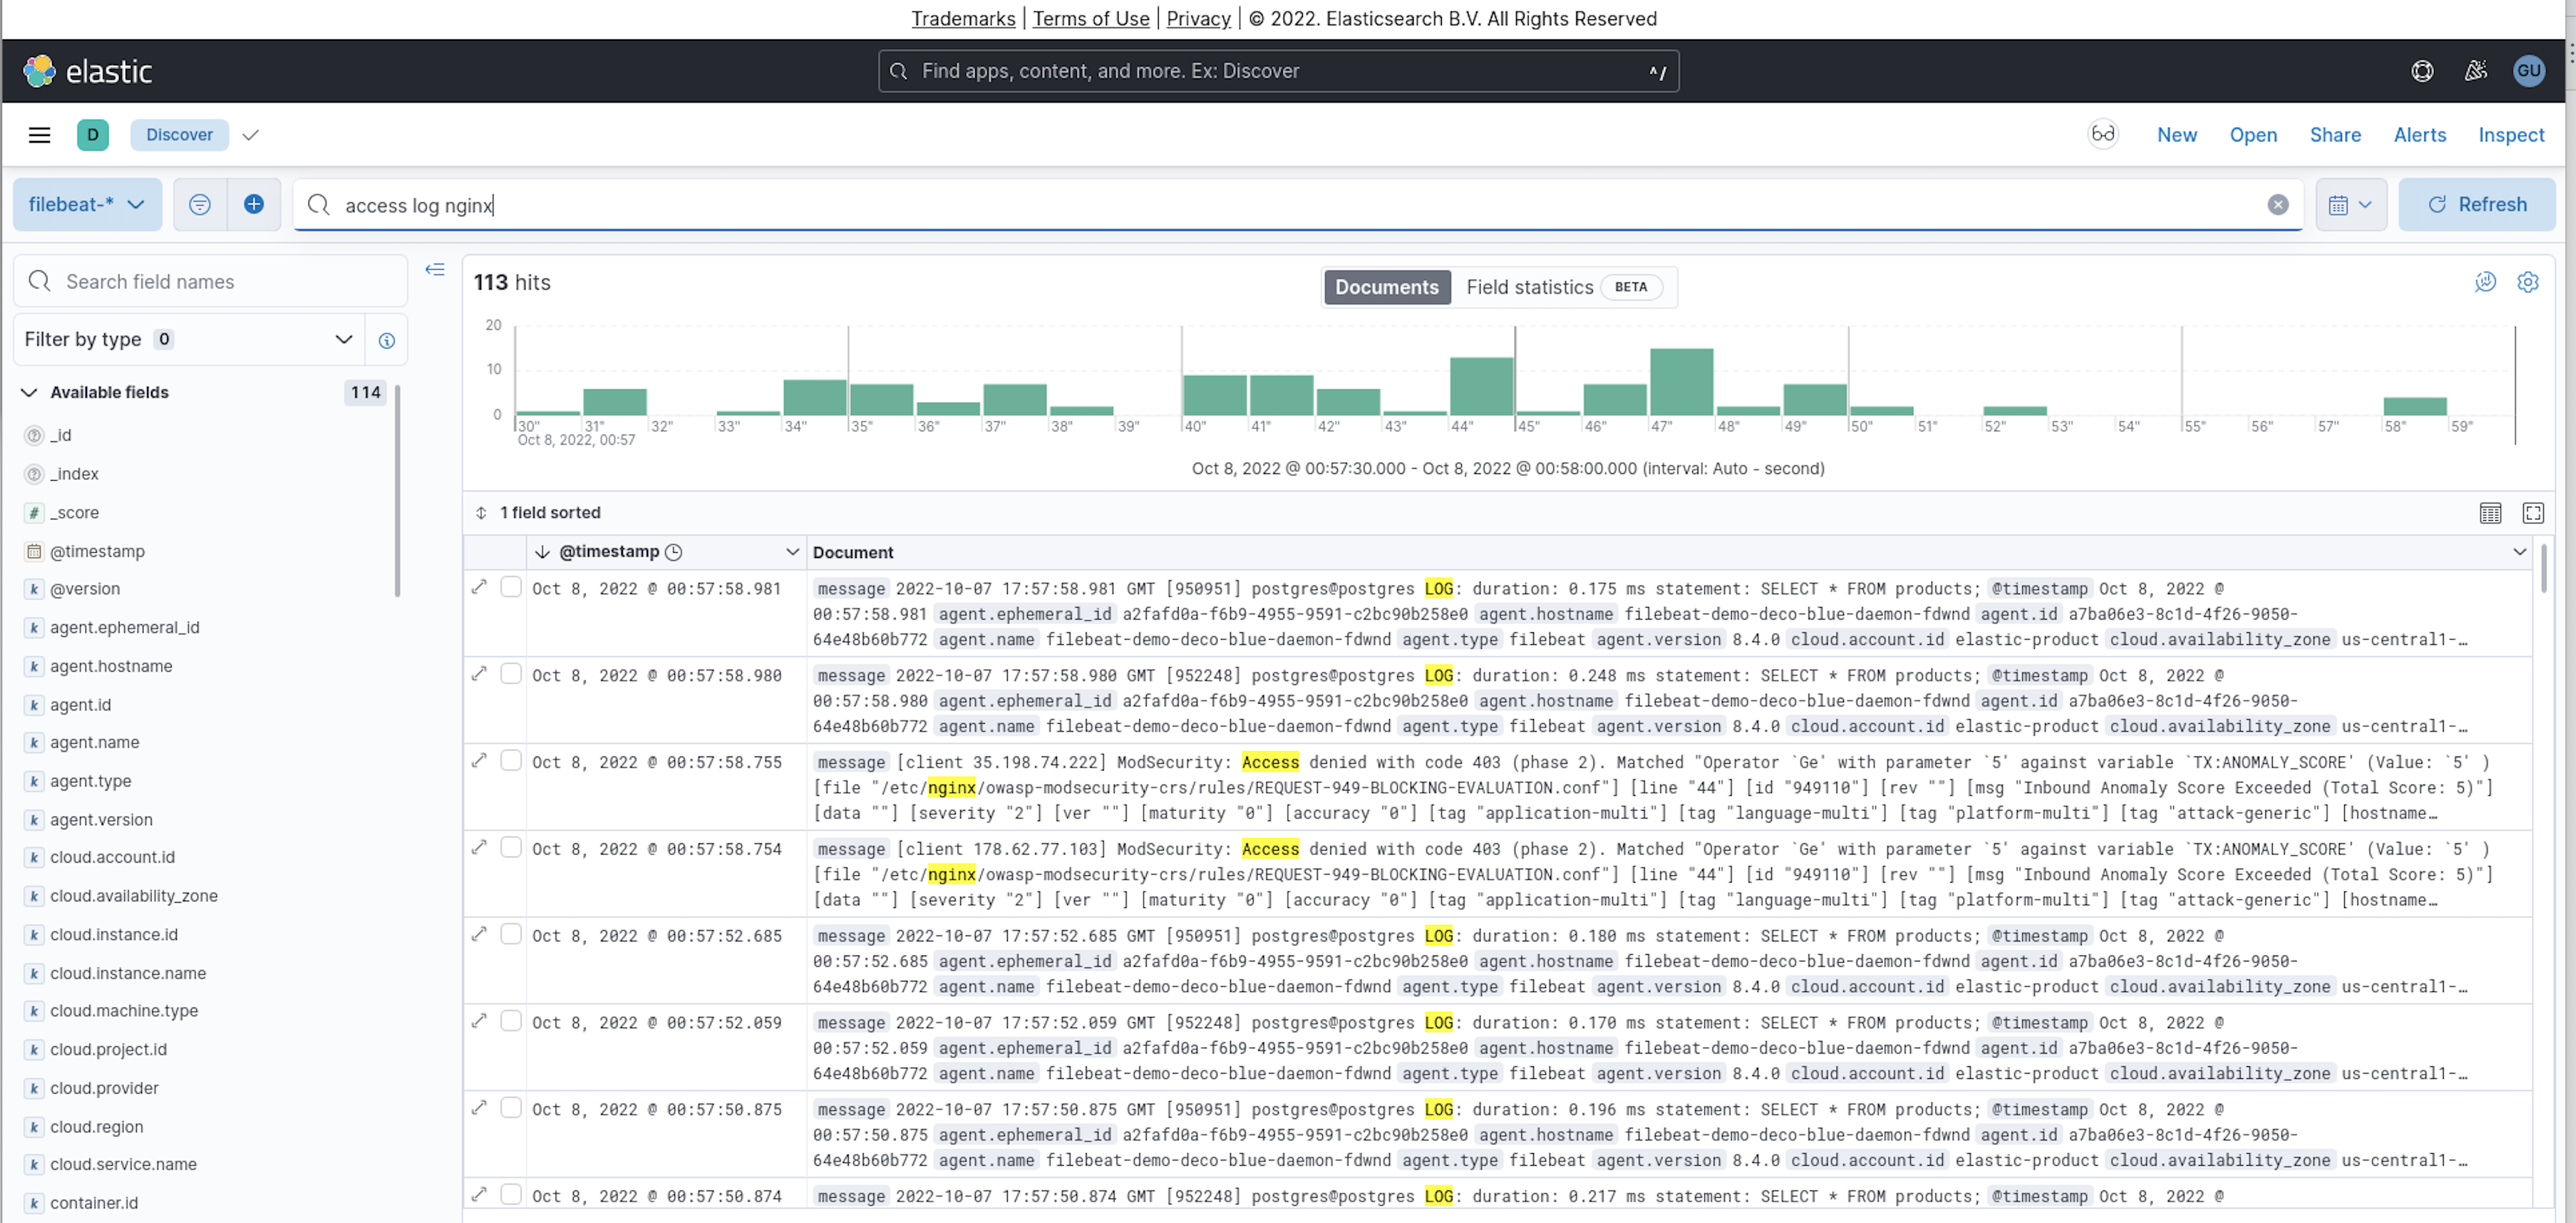 Trademarks | Terms of Use | Privacy | © 2022. Elasticsearch B.V. All Rights Reserved
elastic
Find apps, content, and more. Ex: Discover ^/
GU
D Discover
New Open Share Alerts Inspect
filebeat-*
access log nginx
Refresh
Search field names
Filter by type 0
Available fields 114
_id
_index
# _score
@timestamp
k @version
k agent.ephemeral_id
k agent.hostname
k agent.id
k agent.name
k agent.type
k agent.version
k cloud.account.id
k cloud.availability_zone
k cloud.instance.id
k cloud.instance.name
k cloud.machine.type
k cloud.project.id
k cloud.provider
k cloud.region
k cloud.service.name
k container.id
113 hits
Documents Field statistics BETA
20
10
0
30" 31" 32" 33" 34" 35" 36" 37" 38" 39" 40" 41" 42" 43" 44" 45" 46" 47" 48" 49" 50" 51" 52" 53" 54" 55" 56" 57" 58" 59"
Oct 8, 2022, 00:57
Oct 8, 2022 @ 00:57:30.000 - Oct 8, 2022 @ 00:58:00.000 (interval: Auto - second)
1 field sorted
@timestamp Document
Oct 8, 2022 @ 00:57:58.981 message 2022-10-07 17:57:58.981 GMT [950951] postgres@postgres LOG: duration: 0.175 ms statement: SELECT * FROM products; @timestamp Oct 8, 2022 @
00:57:58.981 agent.ephemeral_id a2fafd0a-f6b9-4955-9591-c2bc90b258e0 agent.hostname filebeat-demo-deco-blue-daemon-fdwnd agent.id a7ba06e3-8c1d-4f26-9050-
64e48b60b772 agent.name filebeat-demo-deco-blue-daemon-fdwnd agent.type filebeat agent.version 8.4.0 cloud.account.id elastic-product cloud.availability_zone us-central1-…
Oct 8, 2022 @ 00:57:58.980 message 2022-10-07 17:57:58.980 GMT [952248] postgres@postgres LOG: duration: 0.248 ms statement: SELECT * FROM products; @timestamp Oct 8, 2022 @
00:57:58.980 agent.ephemeral_id a2fafd0a-f6b9-4955-9591-c2bc90b258e0 agent.hostname filebeat-demo-deco-blue-daemon-fdwnd agent.id a7ba06e3-8c1d-4f26-9050-
64e48b60b772 agent.name filebeat-demo-deco-blue-daemon-fdwnd agent.type filebeat agent.version 8.4.0 cloud.account.id elastic-product cloud.availability_zone us-central1-…
Oct 8, 2022 @ 00:57:58.755 message [client 35.198.74.222] ModSecurity: Access denied with code 403 (phase 2). Matched "Operator `Ge' with parameter `5' against variable `TX:ANOMALY_SCORE' (Value: `5' )
[file "/etc/nginx/owasp-modsecurity-crs/rules/REQUEST-949-BLOCKING-EVALUATION.conf"] [line "44"] [id "949110"] [rev ""] [msg "Inbound Anomaly Score Exceeded (Total Score: 5)"]
[data ""] [severity "2"] [ver ""] [maturity "0"] [accuracy "0"] [tag "application-multi"] [tag "language-multi"] [tag "platform-multi"] [tag "attack-generic"] [hostname…
Oct 8, 2022 @ 00:57:58.754 message [client 178.62.77.103] ModSecurity: Access denied with code 403 (phase 2). Matched "Operator `Ge' with parameter `5' against variable `TX:ANOMALY_SCORE' (Value: `5' )
[file "/etc/nginx/owasp-modsecurity-crs/rules/REQUEST-949-BLOCKING-EVALUATION.conf"] [line "44"] [id "949110"] [rev ""] [msg "Inbound Anomaly Score Exceeded (Total Score: 5)"]
[data ""] [severity "2"] [ver ""] [maturity "0"] [accuracy "0"] [tag "application-multi"] [tag "language-multi"] [tag "platform-multi"] [tag "attack-generic"] [hostname…
Oct 8, 2022 @ 00:57:52.685 message 2022-10-07 17:57:52.685 GMT [950951] postgres@postgres LOG: duration: 0.180 ms statement: SELECT * FROM products; @timestamp Oct 8, 2022 @
00:57:52.685 agent.ephemeral_id a2fafd0a-f6b9-4955-9591-c2bc90b258e0 agent.hostname filebeat-demo-deco-blue-daemon-fdwnd agent.id a7ba06e3-8c1d-4f26-9050-
64e48b60b772 agent.name filebeat-demo-deco-blue-daemon-fdwnd agent.type filebeat agent.version 8.4.0 cloud.account.id elastic-product cloud.availability_zone us-central1-…
Oct 8, 2022 @ 00:57:52.059 message 2022-10-07 17:57:52.059 GMT [952248] postgres@postgres LOG: duration: 0.170 ms statement: SELECT * FROM products; @timestamp Oct 8, 2022 @
00:57:52.059 agent.ephemeral_id a2fafd0a-f6b9-4955-9591-c2bc90b258e0 agent.hostname filebeat-demo-deco-blue-daemon-fdwnd agent.id a7ba06e3-8c1d-4f26-9050-
64e48b60b772 agent.name filebeat-demo-deco-blue-daemon-fdwnd agent.type filebeat agent.version 8.4.0 cloud.account.id elastic-product cloud.availability_zone us-central1-…
Oct 8, 2022 @ 00:57:50.875 message 2022-10-07 17:57:50.875 GMT [950951] postgres@postgres LOG: duration: 0.196 ms statement: SELECT * FROM products; @timestamp Oct 8, 2022 @
00:57:50.875 agent.ephemeral_id a2fafd0a-f6b9-4955-9591-c2bc90b258e0 agent.hostname filebeat-demo-deco-blue-daemon-fdwnd agent.id a7ba06e3-8c1d-4f26-9050-
64e48b60b772 agent.name filebeat-demo-deco-blue-daemon-fdwnd agent.type filebeat agent.version 8.4.0 cloud.account.id elastic-product cloud.availability_zone us-central1-…
Oct 8, 2022 @ 00:57:50.874 message 2022-10-07 17:57:50.874 GMT [952248] postgres@postgres LOG: duration: 0.217 ms statement: SELECT * FROM products; @timestamp Oct 8, 2022 @